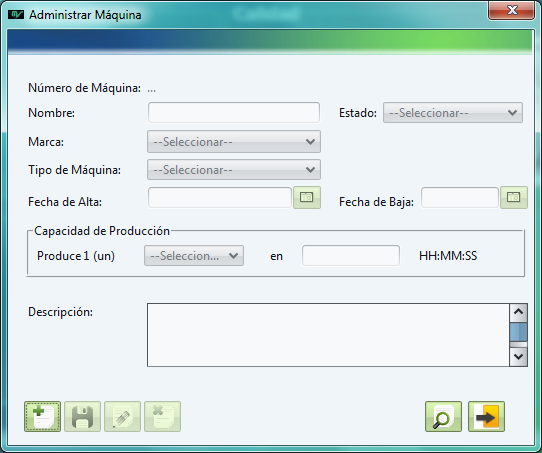 Administrar Máquina
Calidad
Número de Máquina: ...
Nombre: Estado: --Seleccionar--
Marca: --Seleccionar--
Tipo de Máquina: --Seleccionar--
Fecha de Alta: Fecha de Baja:
Capacidad de Producción
Produce 1 (un) --Seleccion... en HH:MM:SS
Descripción: